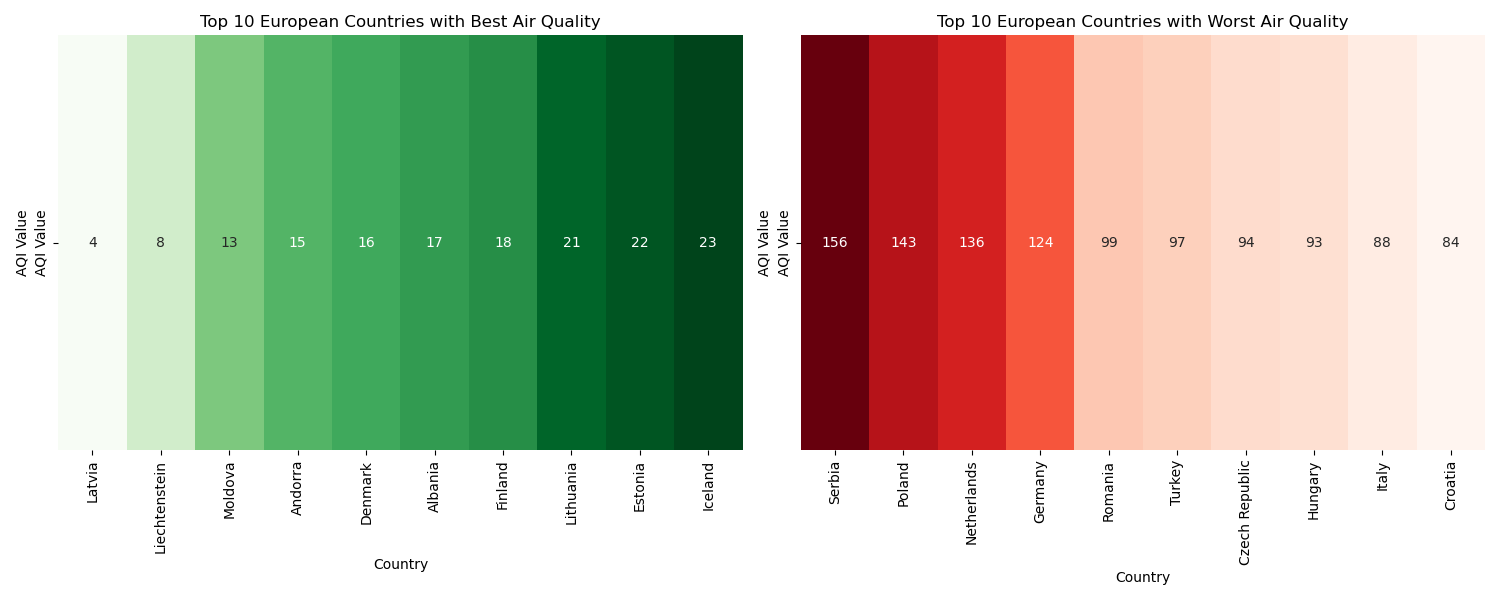 Top 10 European Countries with Best Air Quality
AQI Value
AQI Value
4 8 13 15 16 17 18 21 22 23
Latvia Liechtenstein Moldova Andorra Denmark Albania Finland Lithuania Estonia Iceland
Country
Top 10 European Countries with Worst Air Quality
AQI Value
AQI Value
156 143 136 124 99 97 94 93 88 84
Serbia Poland Netherlands Germany Romania Turkey Czech Republic Hungary Italy Croatia
Country